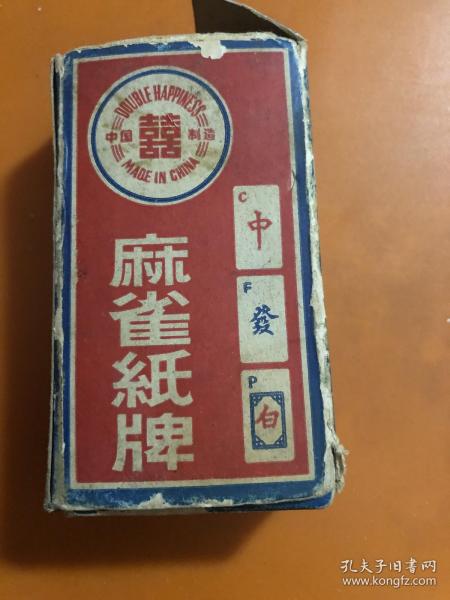 DOUBLE HAPPINESS
中国 囍 制造
MADE IN CHINA
C
中
F
發
P
白
麻雀紙牌
孔夫子旧书网
www.kongfz.com